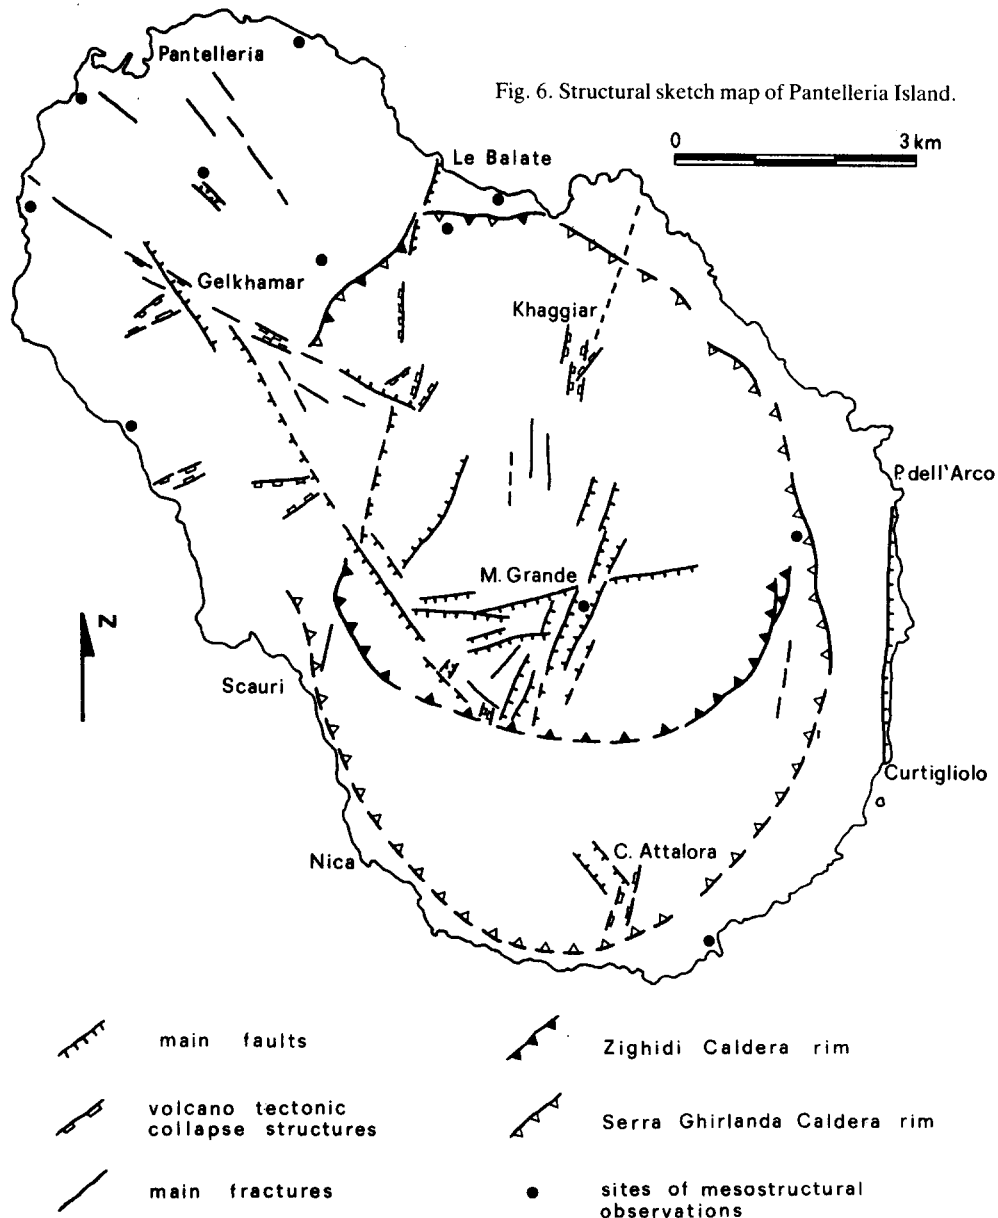 Pantelleria
Fig. 6. Structural sketch map of Pantelleria Island.
0 3 km
Le Balate
Gelkhamar
Khaggiar
P. dell'Arco
M. Grande
N
Scauri
Curtigliolo
C. Attalora
Nica
main faults
Zighidi Caldera rim
volcano tectonic
collapse structures
Serra Ghirlanda Caldera rim
main fractures
sites of mesostructural
observations